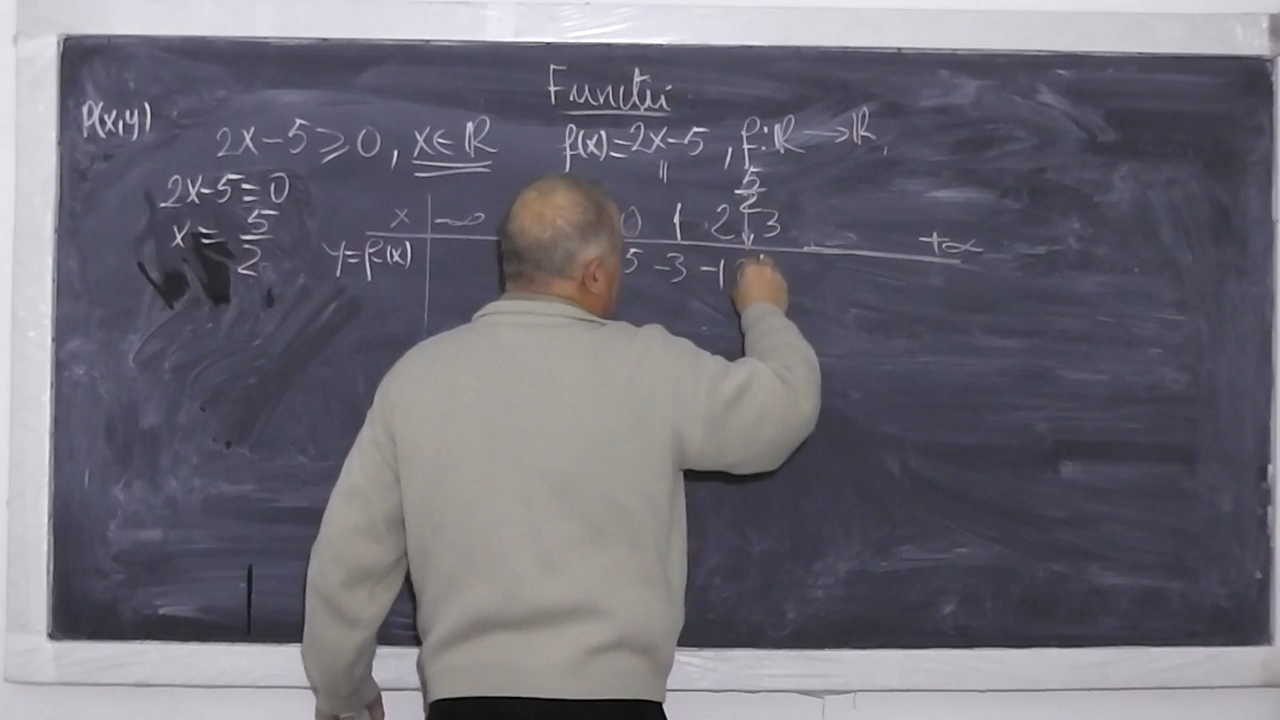 Functii
P(x,y)
2x-5≥0, x∈ℝ f(x)=2x-5, f:ℝ→ℝ,
2x-5=0
x=5/2
5/2
x -∞ 0 1 2 3 +∞
y=f(x) 5 -3 -1